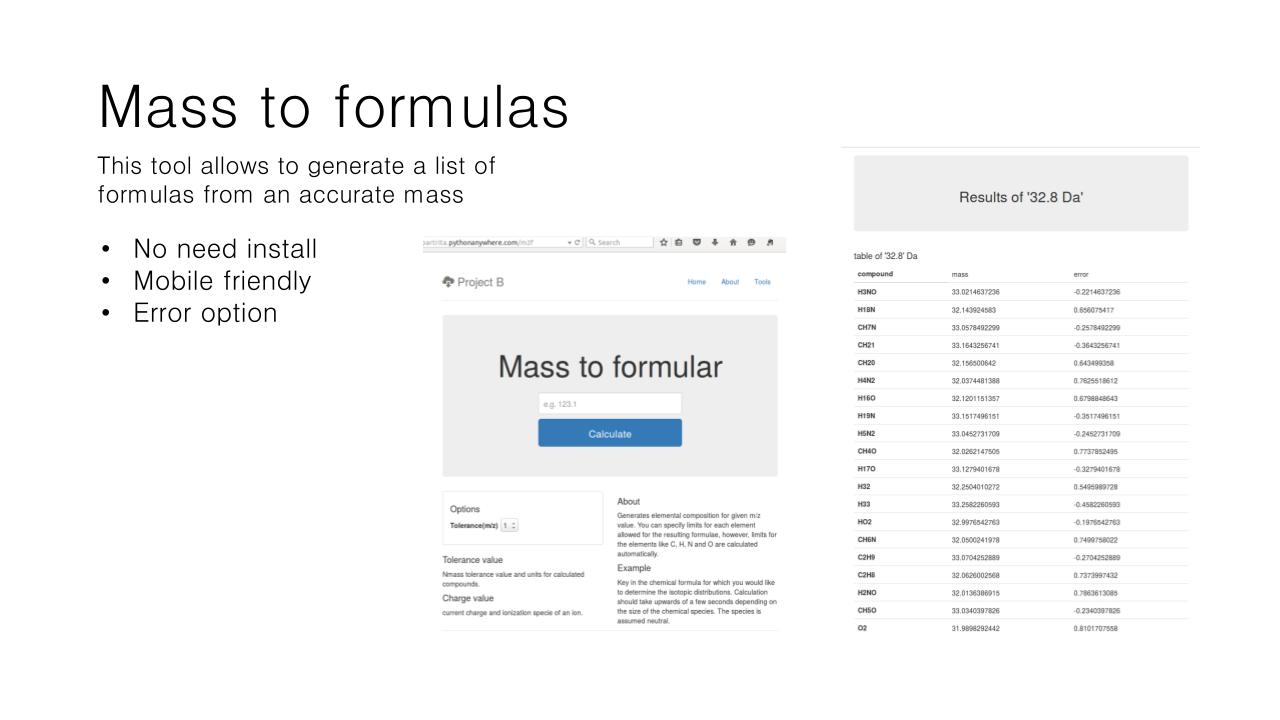 Mass to formulas
This tool allows to generate a list of
formulas from an accurate mass
• No need install
• Mobile friendly
• Error option
partrita.pythonanywhere.com/m2f
Search
Project B
Home About Tools
Mass to formular
e.g. 123.1
Calculate
Options
Tolerance(m/z) 1
Tolerance value
Nmass tolerance value and units for calculated
compounds.
Charge value
current charge and ionization specie of an ion.
About
Generates elemental composition for given m/z
value. You can specify limits for each element
allowed for the resulting formulae, however, limits for
the elements like C, H, N and O are calculated
automatically.
Example
Key in the chemical formula for which you would like
to determine the isotopic distributions. Calculation
should take upwards of a few seconds depending on
the size of the chemical species. The species is
assumed neutral.
Results of '32.8 Da'
table of '32.8' Da
compound mass error
H3NO 33.0214637236 -0.2214637236
H18N 32.143924583 0.656075417
CH7N 33.0578492299 -0.2578492299
CH21 33.1643256741 -0.3643256741
CH20 32.156500642 0.643499358
H4N2 32.0374481388 0.7625518612
H16O 32.1201151357 0.6798848643
H19N 33.1517496151 -0.3517496151
H5N2 33.0452731709 -0.2452731709
CH4O 32.0262147505 0.7737852495
H17O 33.1279401678 -0.3279401678
H32 32.2504010272 0.5495989728
H33 33.2582260593 -0.4582260593
HO2 32.9976542763 -0.1976542763
CH6N 32.0500241978 0.7499758022
C2H9 33.0704252889 -0.2704252889
C2H8 32.0626002568 0.7373997432
H2NO 32.0136386915 0.7863613085
CH5O 33.0340397826 -0.2340397826
O2 31.9898292442 0.8101707558